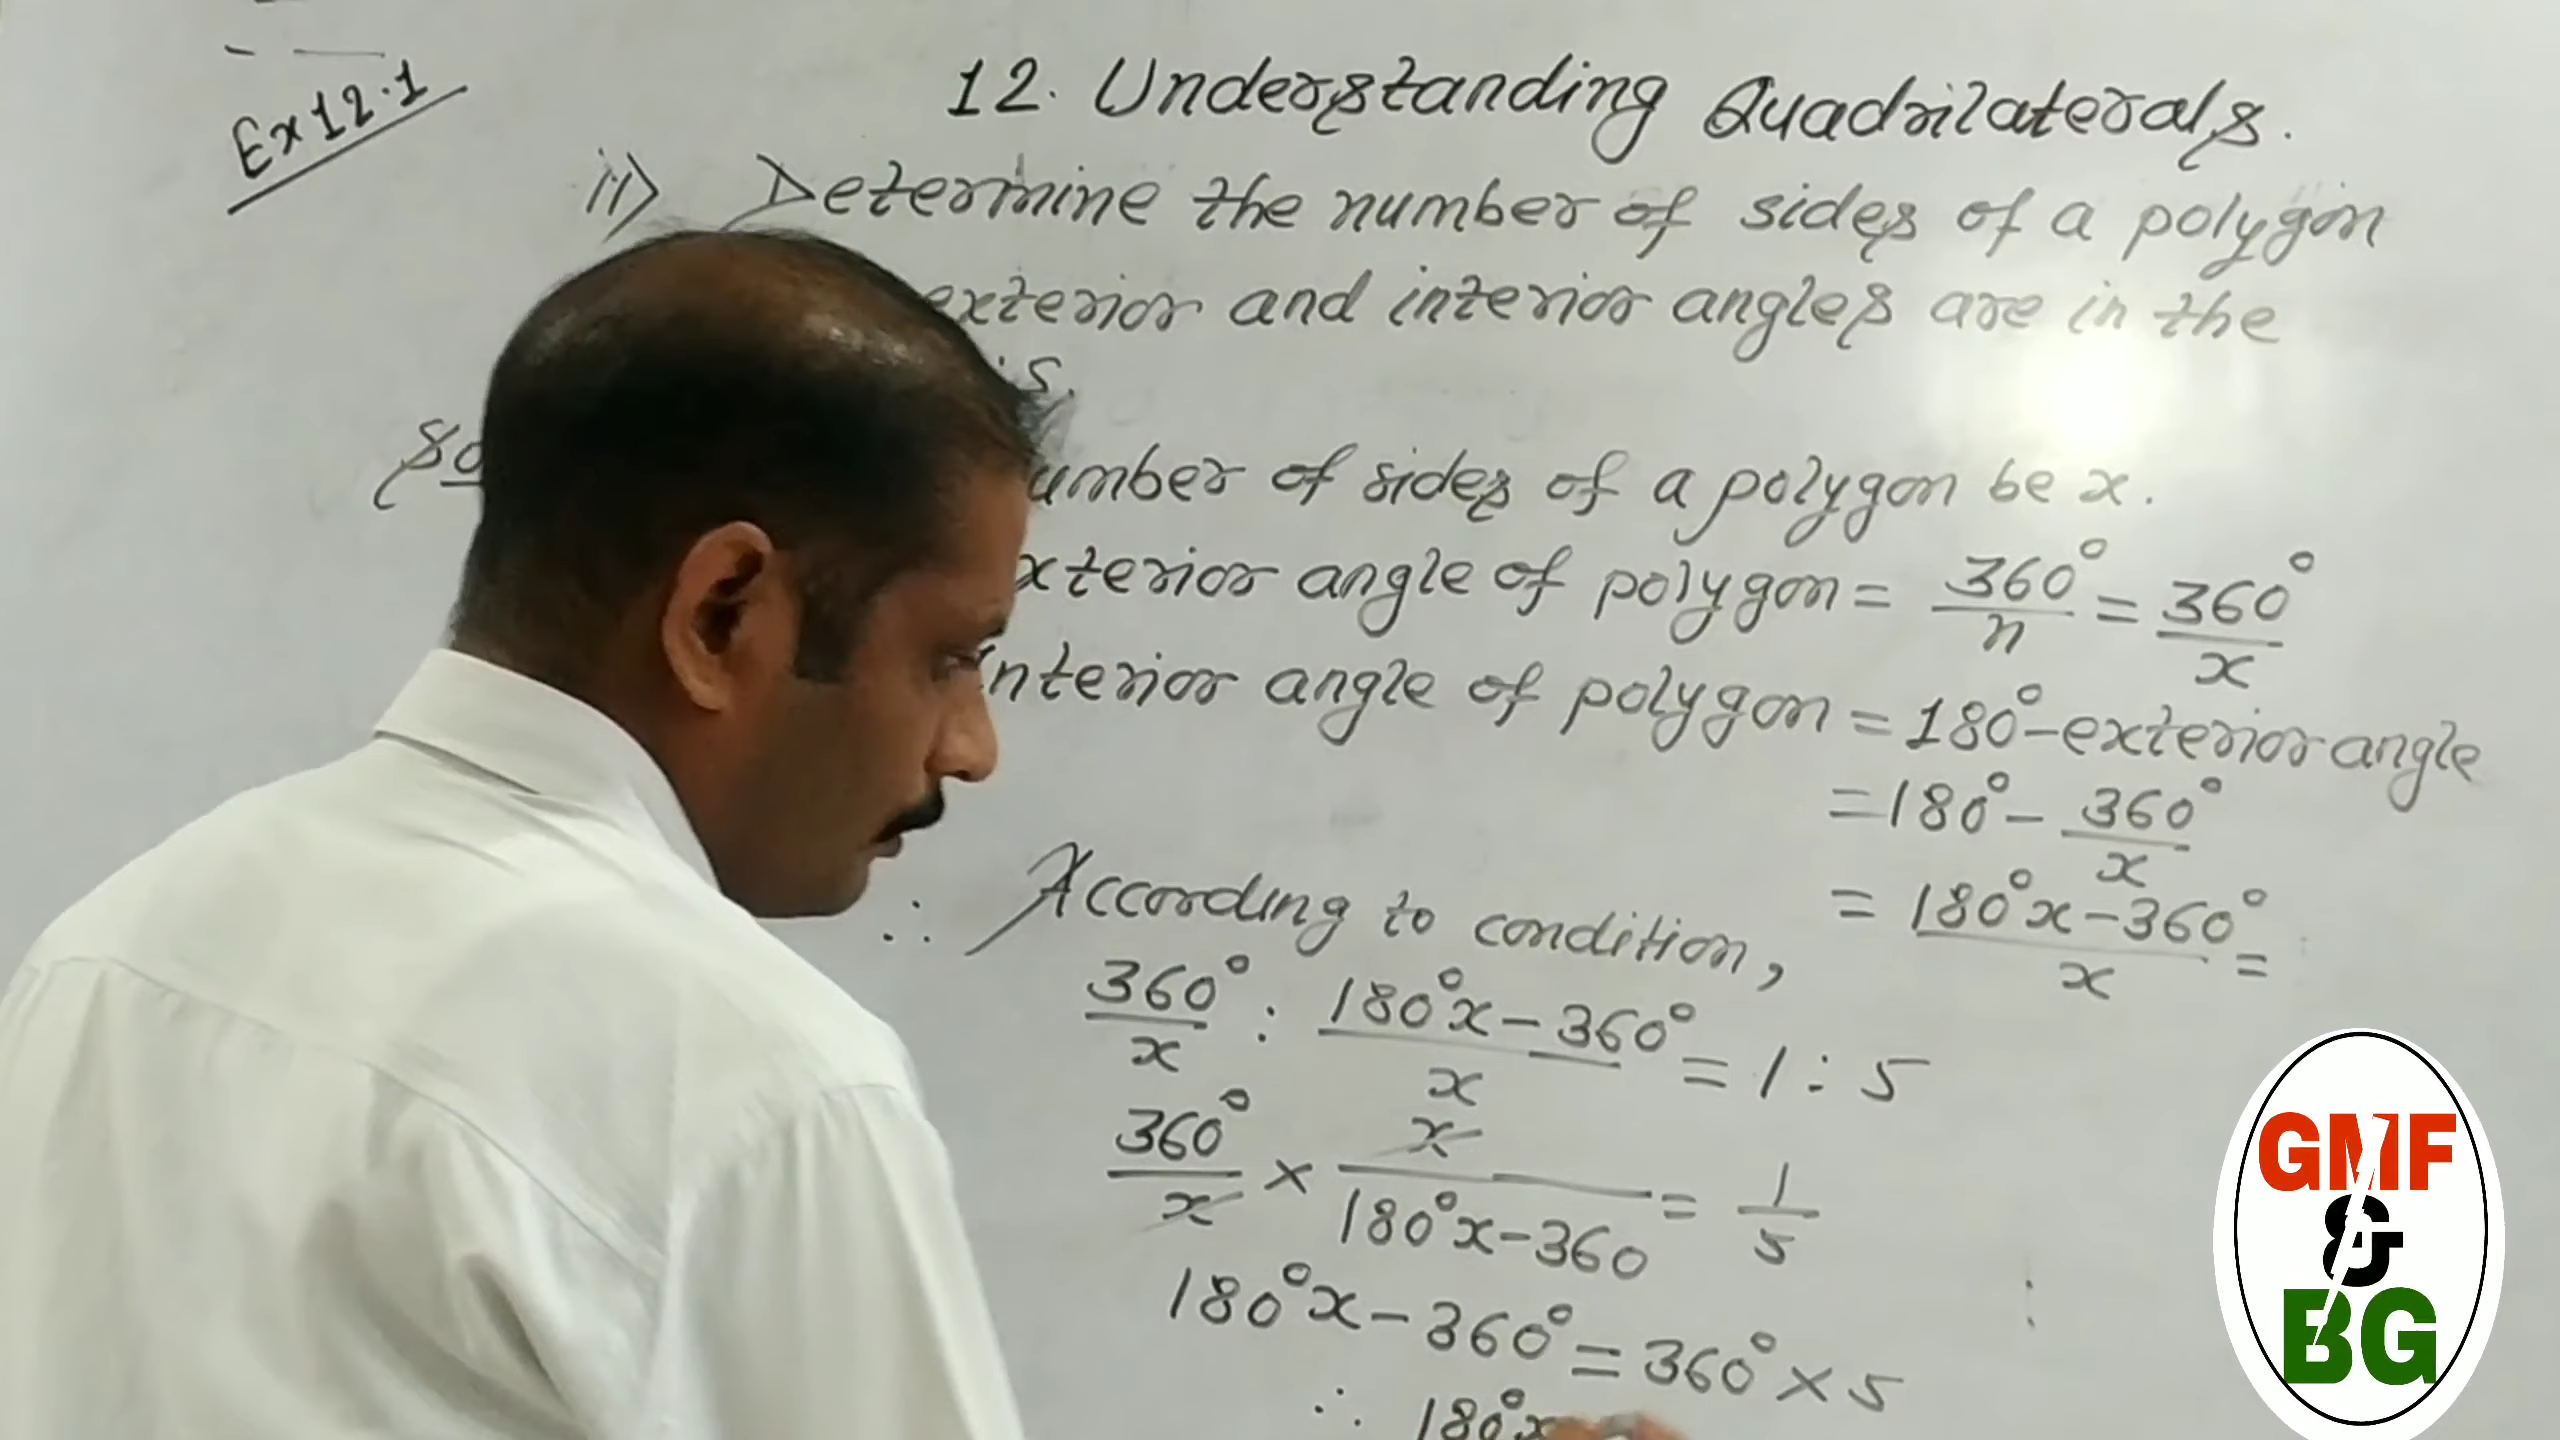 Ex 12.1
12. Understanding Quadrilaterals.
ii) Determine the number of sides of a polygon
exterior and interior angles are in the
5.
umber of sides of a polygon be x.
xterior angle of polygon = 360°/n = 360°/x
nterior angle of polygon = 180° - exterior angle
= 180° - 360°/x
= 180°x - 360°/x =
∴ According to condition,
360°/x : 180°x - 360°/x = 1 : 5
360°/x × x/180°x - 360 = 1/5
180°x - 360° = 360° × 5
∴ 180°x
GMF
&
BG